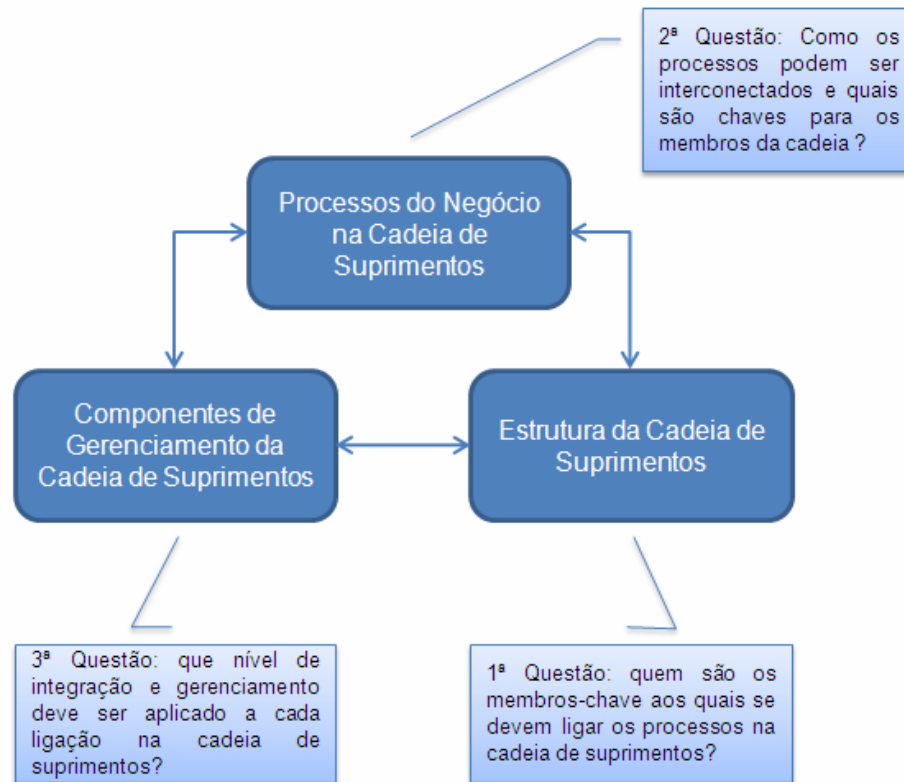 2ª Questão: Como os
processos podem ser
interconectados e quais
são chaves para os
membros da cadeia ?
Processos do Negócio
na Cadeia de
Suprimentos
Componentes de
Gerenciamento da
Cadeia de Suprimentos
Estrutura da Cadeia de
Suprimentos
3ª Questão: que nível de
integração e gerenciamento
deve ser aplicado a cada
ligação na cadeia de
suprimentos?
1ª Questão: quem são os
membros-chave aos quais se
devem ligar os processos na
cadeia de suprimentos?